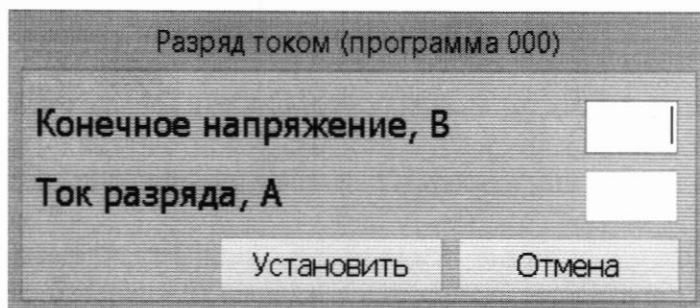 Разряд током (программа 000)
Конечное напряжение, В
Ток разряда, А
Установить Отмена